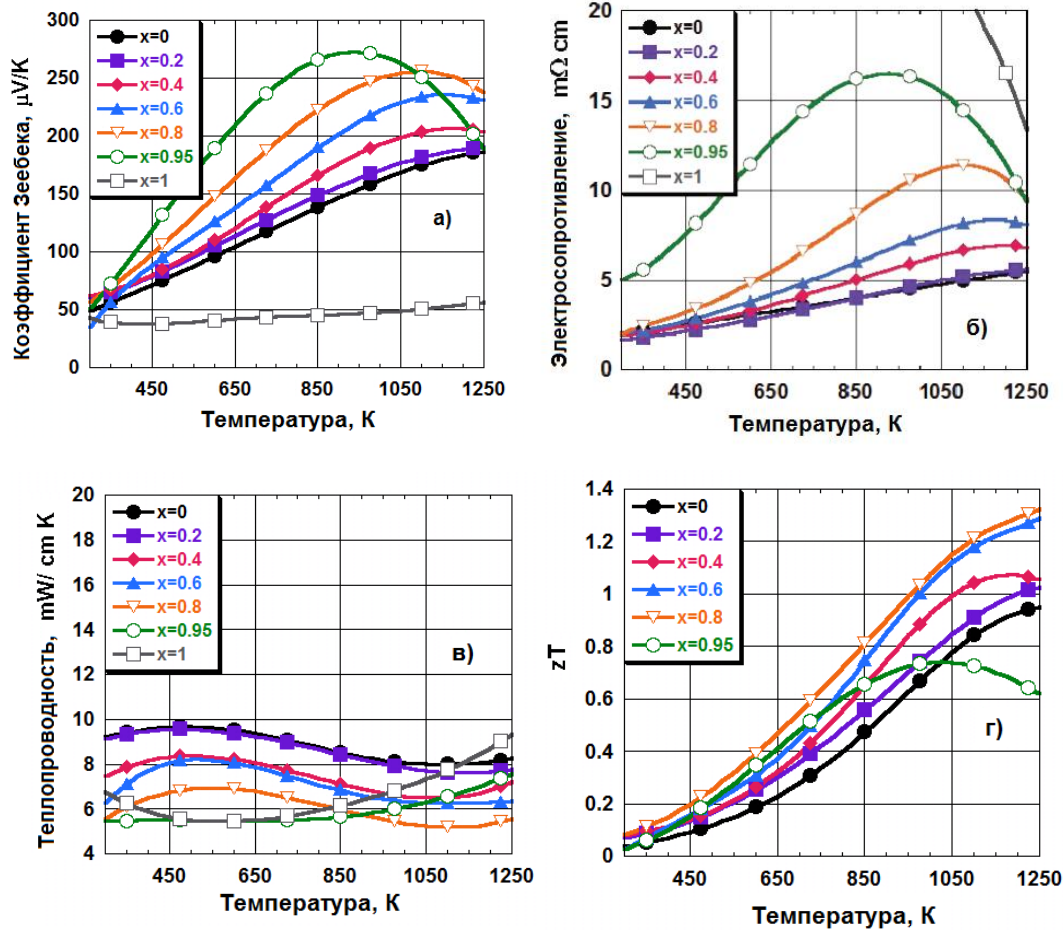 Коэффициент Зеебека, μV/K
300
250
200
150
100
50
0
x=0
x=0.2
x=0.4
x=0.6
x=0.8
x=0.95
x=1
а)
450
650
850
1050
1250
Температура, К
Электросопротивление, mΩ cm
20
15
10
5
0
x=0
x=0.2
x=0.4
x=0.6
x=0.8
x=0.95
x=1
б)
450
650
850
1050
1250
Температура, К
Теплопроводность, mW/ cm K
20
18
16
14
12
10
8
6
4
x=0
x=0.2
x=0.4
x=0.6
x=0.8
x=0.95
x=1
в)
450
650
850
1050
1250
Температура, К
zT
1.4
1.2
1
0.8
0.6
0.4
0.2
0
x=0
x=0.2
x=0.4
x=0.6
x=0.8
x=0.95
г)
450
650
850
1050
1250
Температура, К